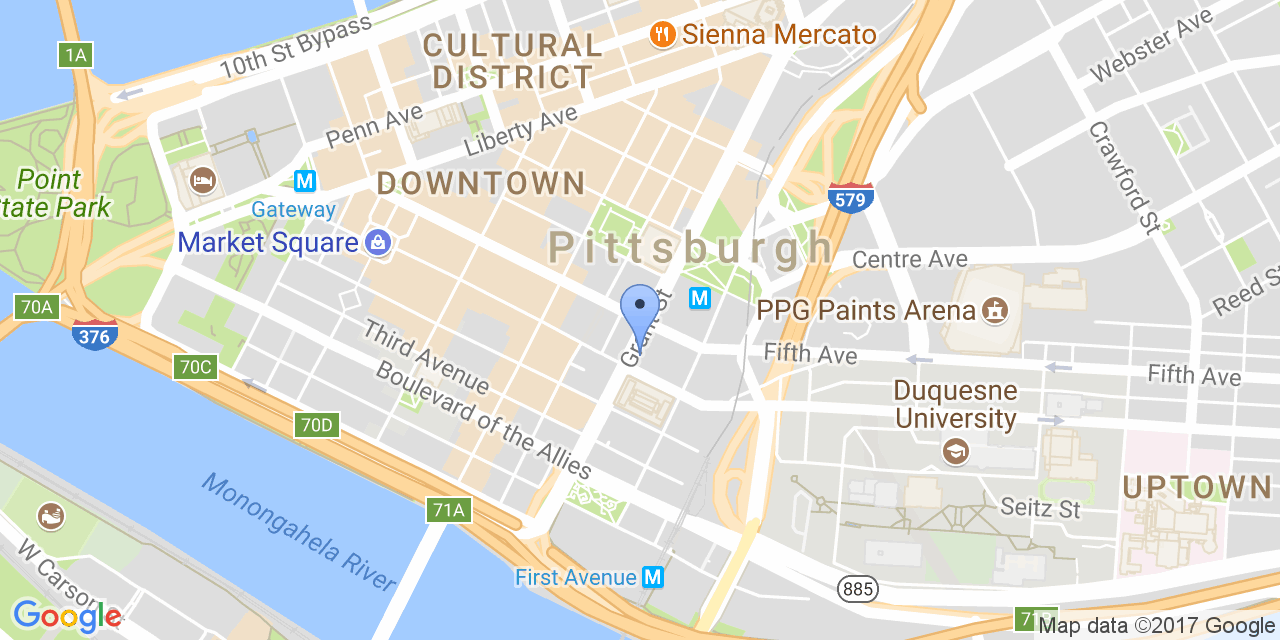 1A
10th St Bypass
CULTURAL
DISTRICT
Sienna Mercato
Webster Ave
Penn Ave
Liberty Ave
Crawford St
Point
State Park
M
Gateway
DOWNTOWN
579
Market Square
Pittsburgh
Centre Ave
Reed St
70A
376
M
PPG Paints Arena
Grant St
Third Avenue
Fifth Ave
Fifth Ave
70C
Boulevard of the Allies
Duquesne
University
70D
UPTOWN
Monongahela River
71A
Seitz St
W Carson
First Avenue M
885
71B
Google
Map data ©2017 Google